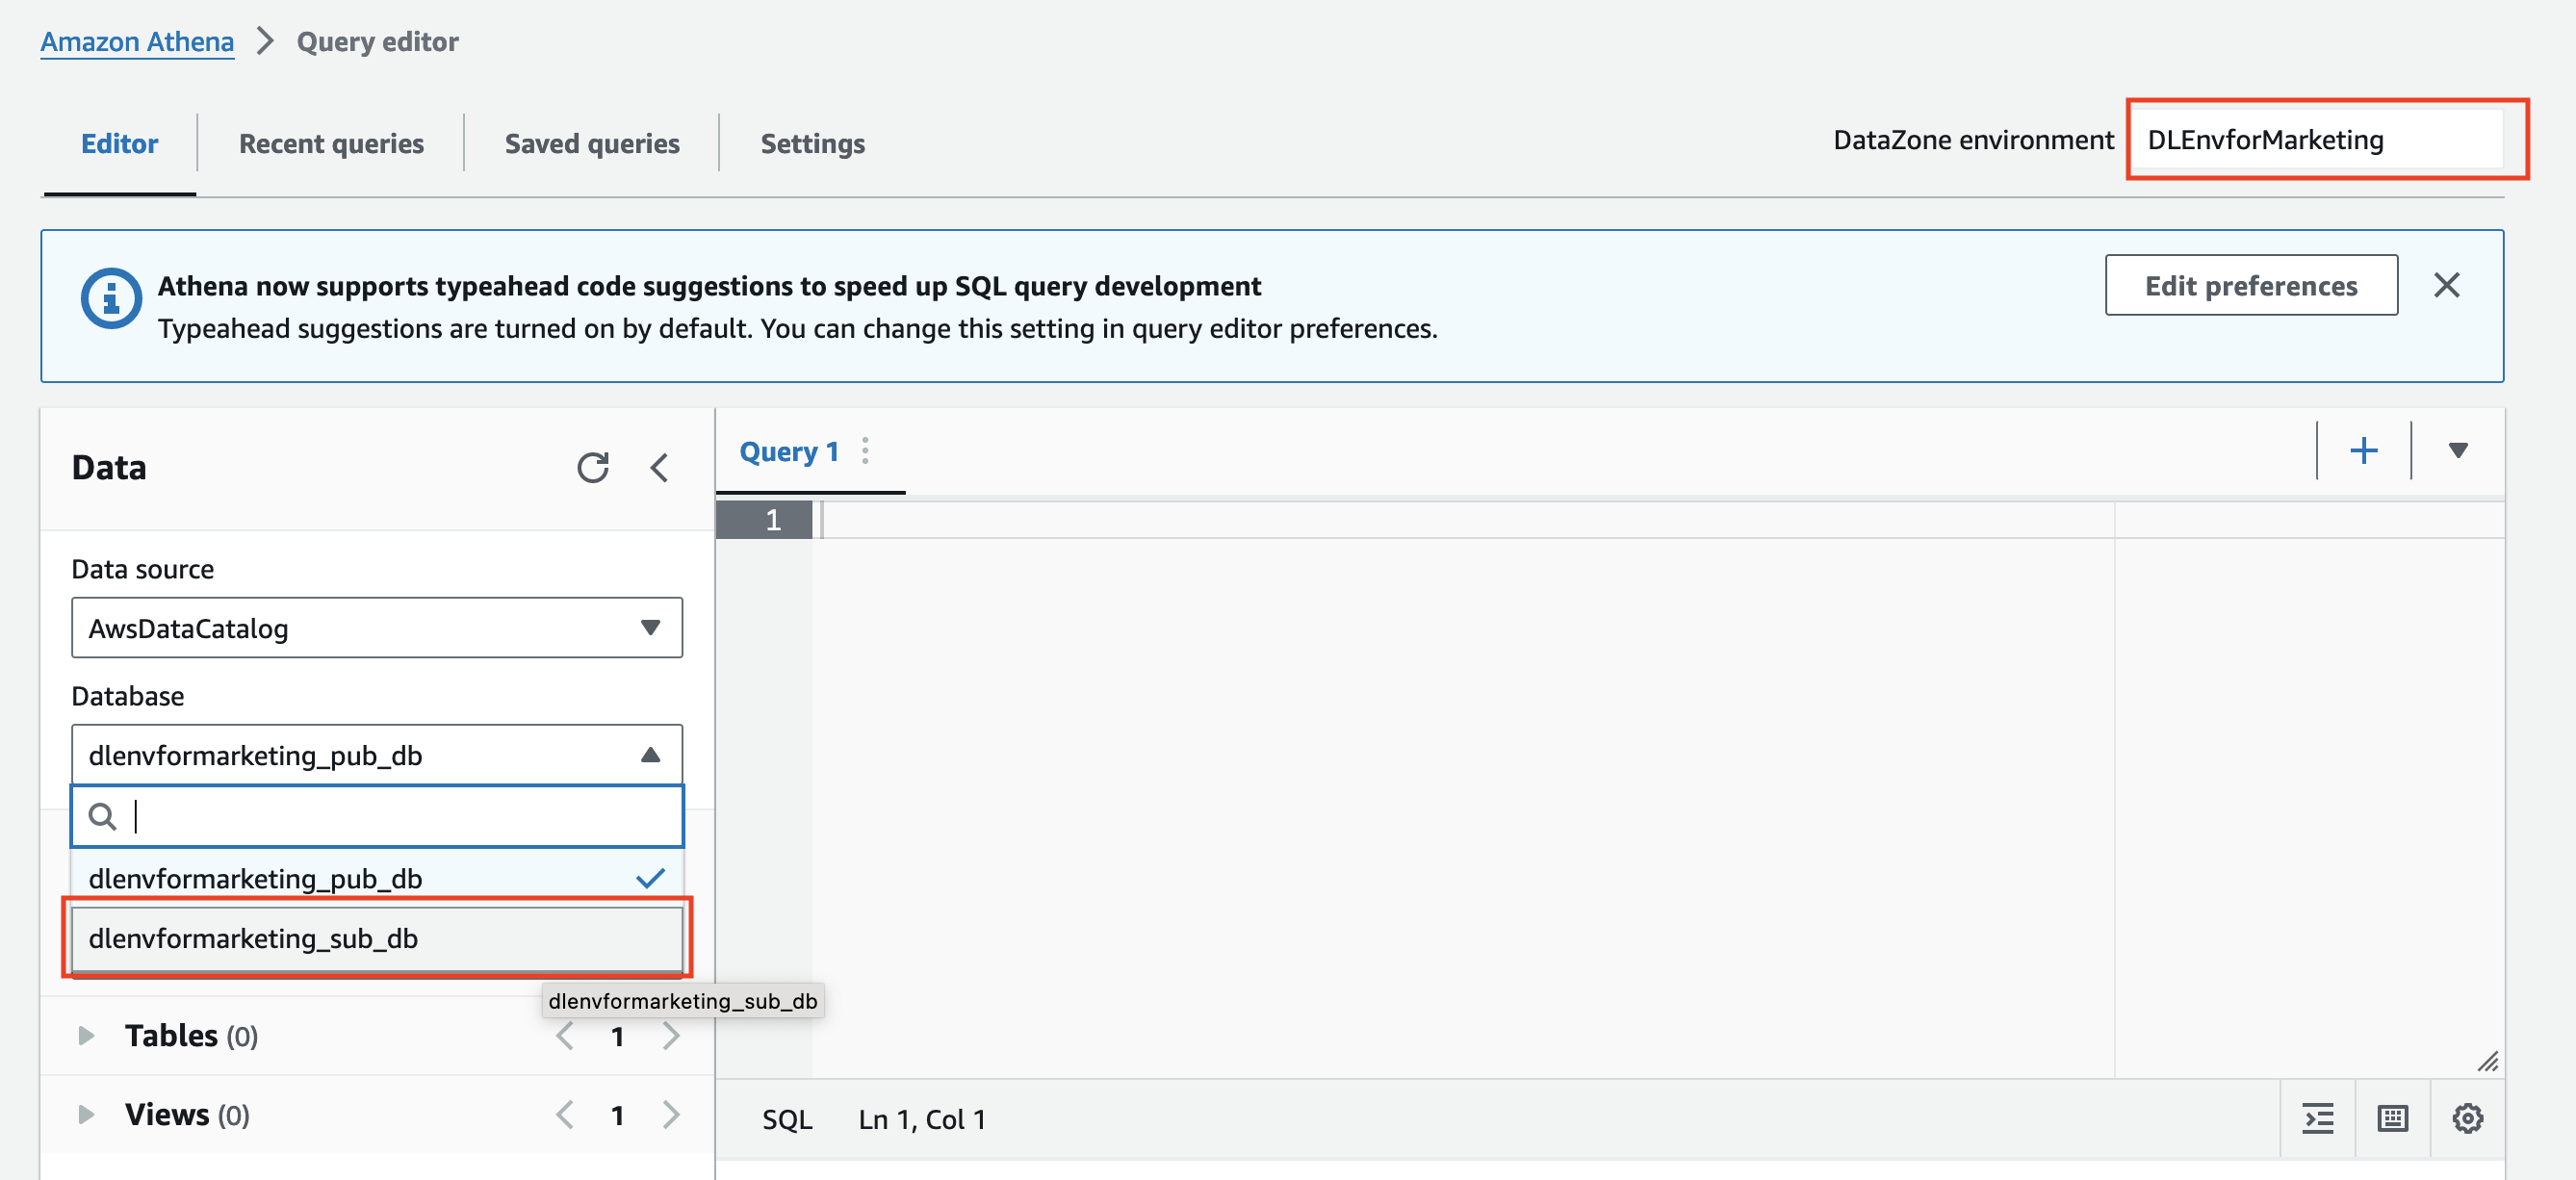 Amazon Athena > Query editor
Editor Recent queries Saved queries Settings DataZone environment DLEnvforMarketing
Athena now supports typeahead code suggestions to speed up SQL query development
Typeahead suggestions are turned on by default. You can change this setting in query editor preferences.
Edit preferences
Data
Data source
AwsDataCatalog
Database
dlenvformarketing_pub_db
dlenvformarketing_pub_db
dlenvformarketing_sub_db
dlenvformarketing_sub_db
Tables (0) < 1 >
Views (0) < 1 >
Query 1
1
SQL Ln 1, Col 1